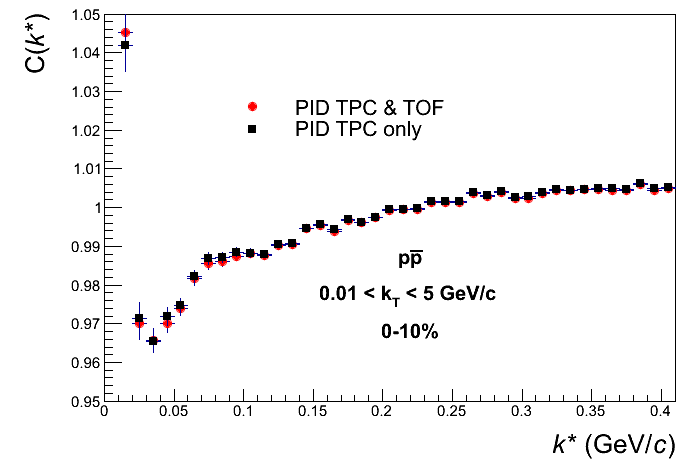 C(k*)
1.05
1.04
1.03
1.02
1.01
1
0.99
0.98
0.97
0.96
0.95
PID TPC & TOF
PID TPC only
pp̅
0.01 < kT < 5 GeV/c
0-10%
0 0.05 0.1 0.15 0.2 0.25 0.3 0.35 0.4
k* (GeV/c)